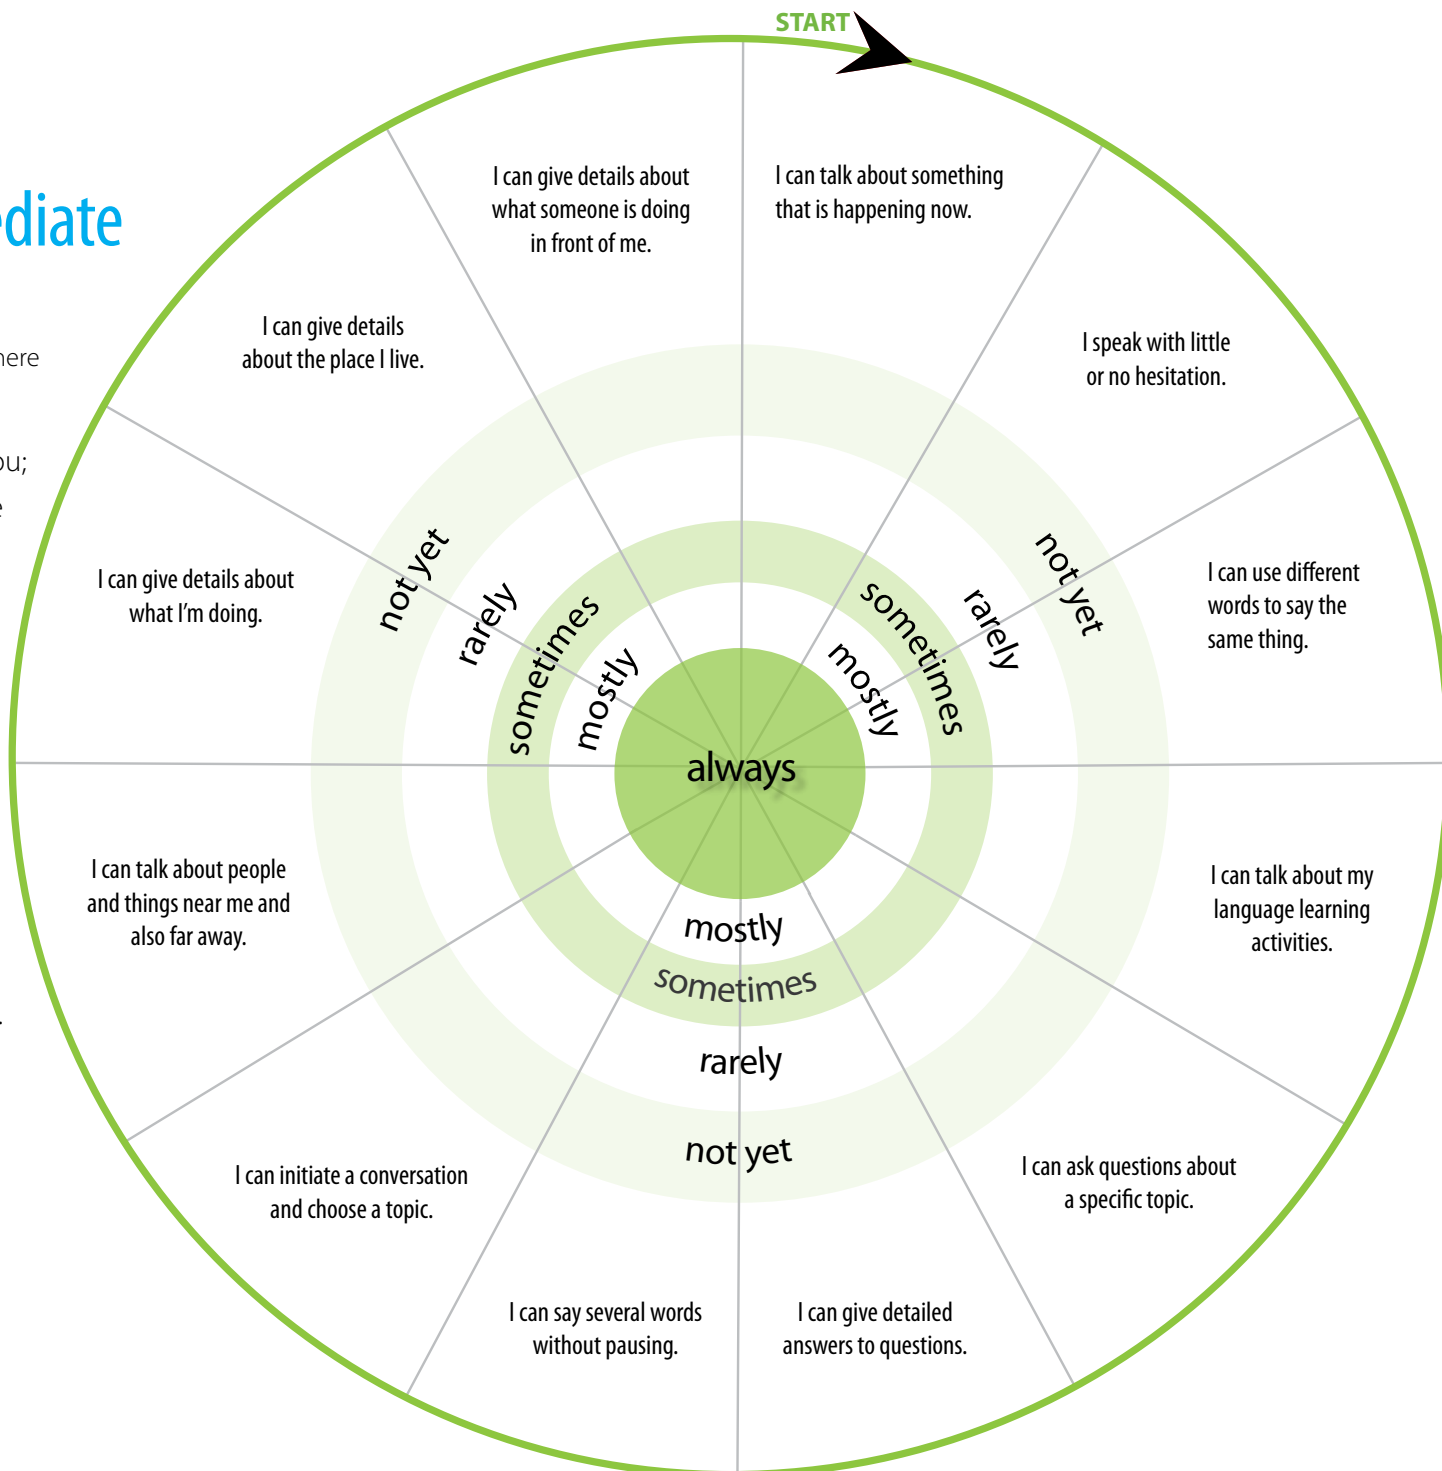 START
ediate
here
ou;
e
.
I can talk about something
that is happening now.
I speak with little
or no hesitation.
I can use different
words to say the
same thing.
I can talk about my
language learning
activities.
I can ask questions about
a specific topic.
I can give detailed
answers to questions.
I can say several words
without pausing.
I can initiate a conversation
and choose a topic.
I can talk about people
and things near me and
also far away.
I can give details about
what I'm doing.
I can give details
about the place I live.
I can give details about
what someone is doing
in front of me.
not yet
rarely
sometimes
mostly
not yet
rarely
sometimes
mostly
always
mostly
sometimes
rarely
not yet